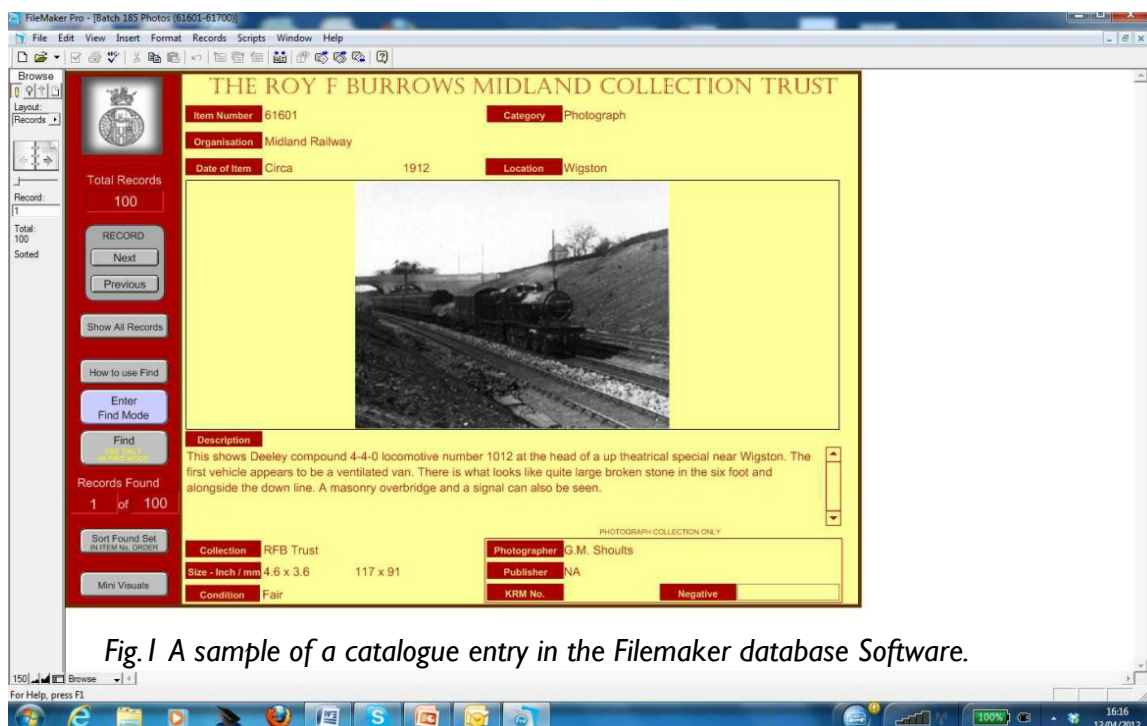 FileMaker Pro - [Batch 185 Photos (61601-61700)]
File Edit View Insert Format Records Scripts Window Help
Browse
Layout:
Records
Record:
1
Total:
100
Sorted
THE ROY F BURROWS MIDLAND COLLECTION TRUST
Item Number 61601 Category Photograph
Organisation Midland Railway
Date of Item Circa 1912 Location Wigston
Total Records
100
RECORD
Next
Previous
Show All Records
How to use Find
Enter
Find Mode
Find
USE ONLY
IN FIND MODE
Records Found
1 of 100
Sort Found Set
IN ITEM No. ORDER
Mini Visuals
Description
This shows Deeley compound 4-4-0 locomotive number 1012 at the head of a up theatrical special near Wigston. The
first vehicle appears to be a ventilated van. There is what looks like quite large broken stone in the six foot and
alongside the down line. A masonry overbridge and a signal can also be seen.
PHOTOGRAPH COLLECTION ONLY
Collection RFB Trust Photographer G.M. Shoults
Size - Inch / mm 4.6 x 3.6 117 x 91 Publisher NA
Condition Fair KRM No. Negative
Fig.1 A sample of a catalogue entry in the Filemaker database Software.
150 Browse
For Help, press F1
100% 16:16